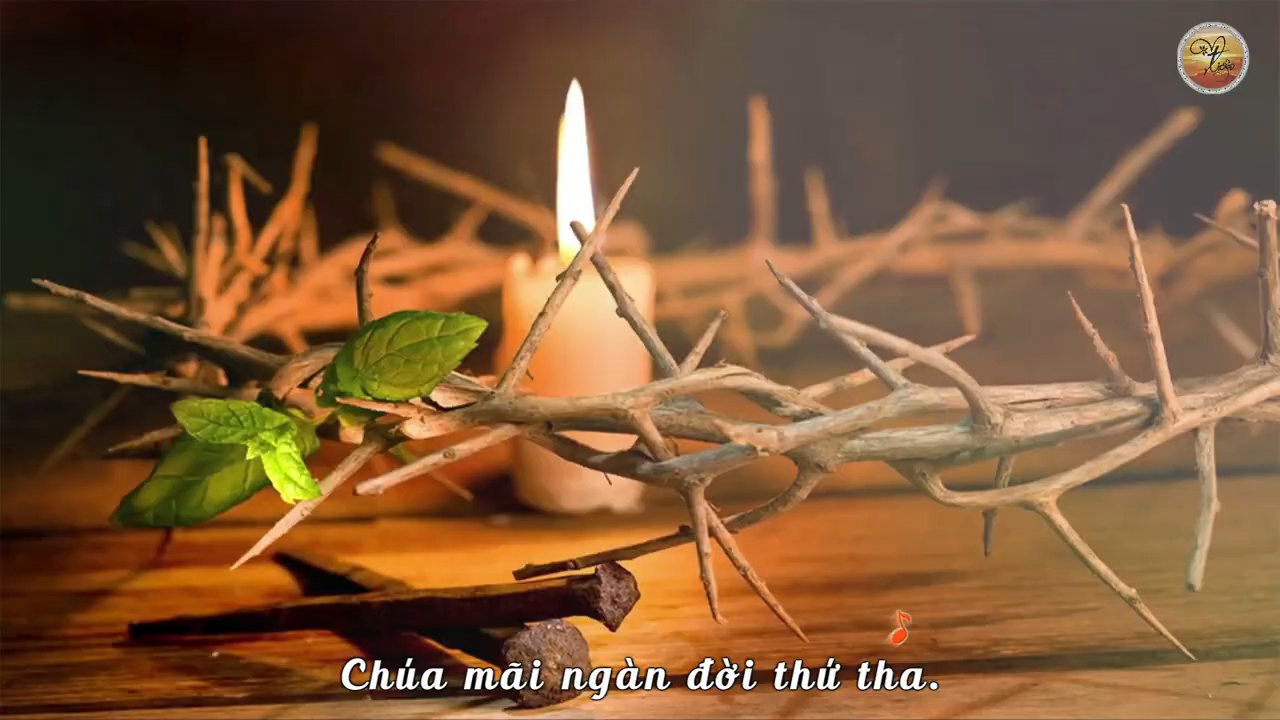 Chúa mãi ngàn đời thứ tha.